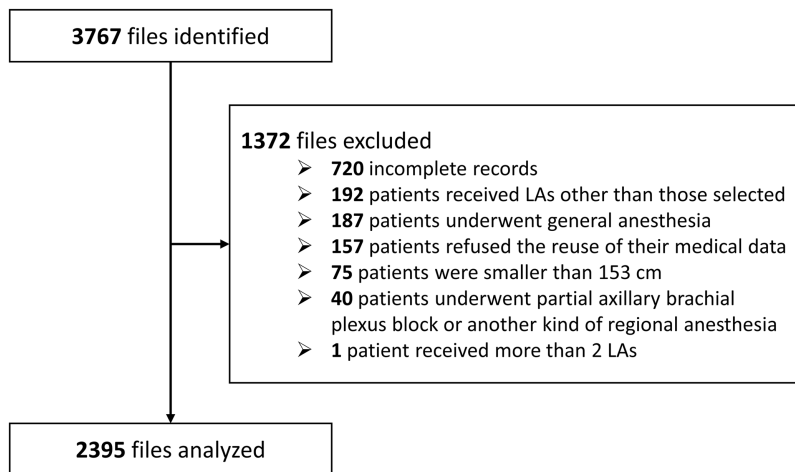 3767 files identified
1372 files excluded
➢ 720 incomplete records
➢ 192 patients received LAs other than those selected
➢ 187 patients underwent general anesthesia
➢ 157 patients refused the reuse of their medical data
➢ 75 patients were smaller than 153 cm
➢ 40 patients underwent partial axillary brachial
plexus block or another kind of regional anesthesia
➢ 1 patient received more than 2 LAs
2395 files analyzed